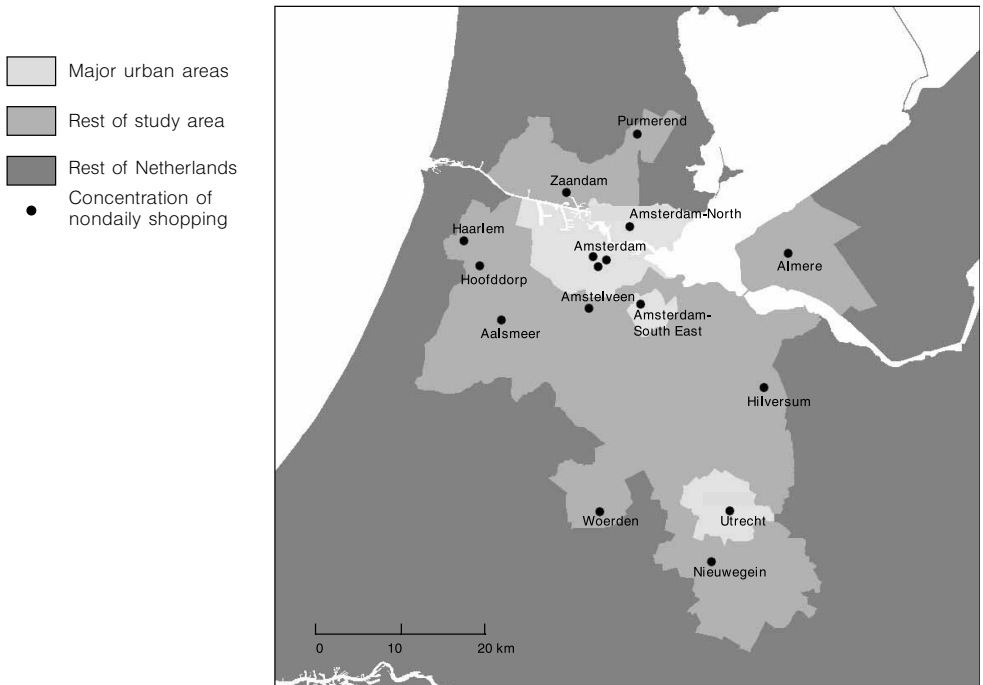 Major urban areas
Rest of study area
Rest of Netherlands
Concentration of
nondaily shopping
Purmerend
Zaandam
Amsterdam-North
Haarlem
Amsterdam
Hoofddorp
Almere
Amstelveen
Amsterdam-
South East
Aalsmeer
Hilversum
Woerden
Utrecht
Nieuwegein
0 10 20 km